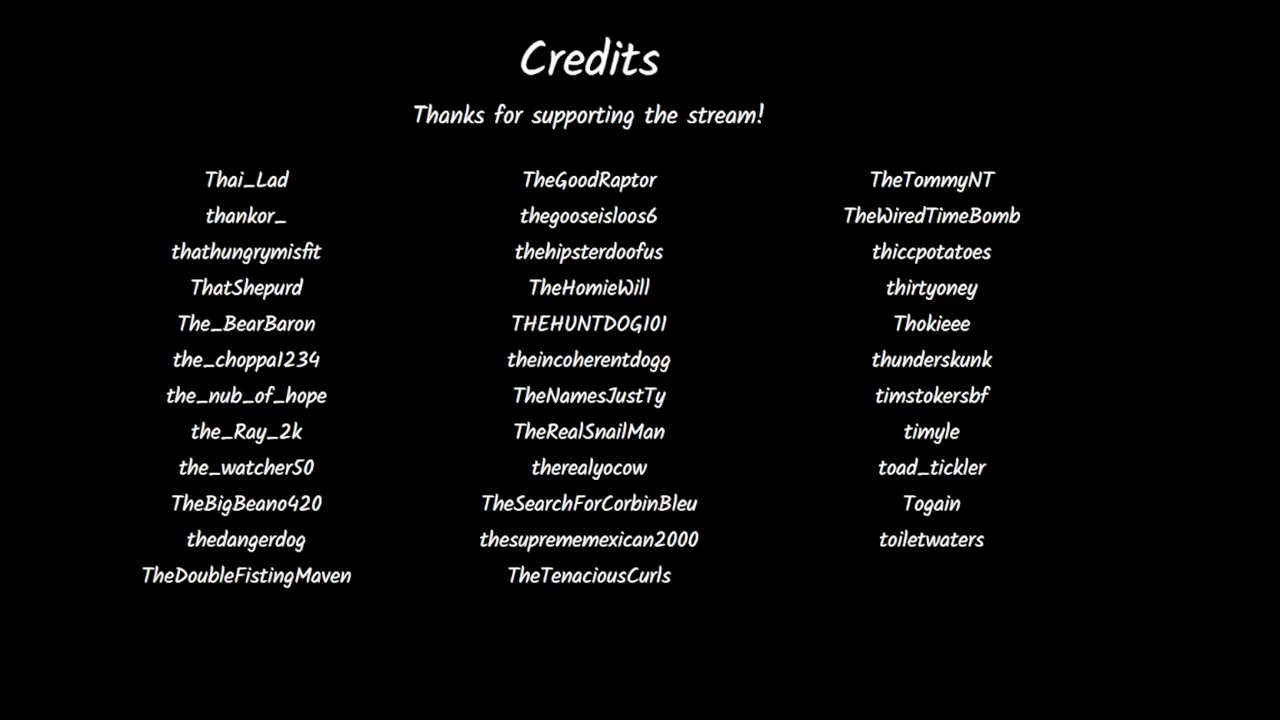 Credits
Thanks for supporting the stream!
Thai_Lad
thankor_
thathungrymisfit
ThatShepurd
The_BearBaron
the_choppa1234
the_nub_of_hope
the_Ray_2k
the_watcher50
TheBigBeano420
thedangerdog
TheDoubleFistingMaven
TheGoodRaptor
thegooseisloos6
thehipsterdoofus
TheHomieWill
THEHUNTDOG101
theincoherentdogg
TheNamesJustTy
TheRealSnailMan
therealyocow
TheSearchForCorbinBleu
thesuprememexican2000
TheTenaciousCurls
TheTommyNT
TheWiredTimeBomb
thiccpotatoes
thirtyoney
Thokieee
thunderskunk
timstokersbf
timyle
toad_tickler
Togain
toiletwaters